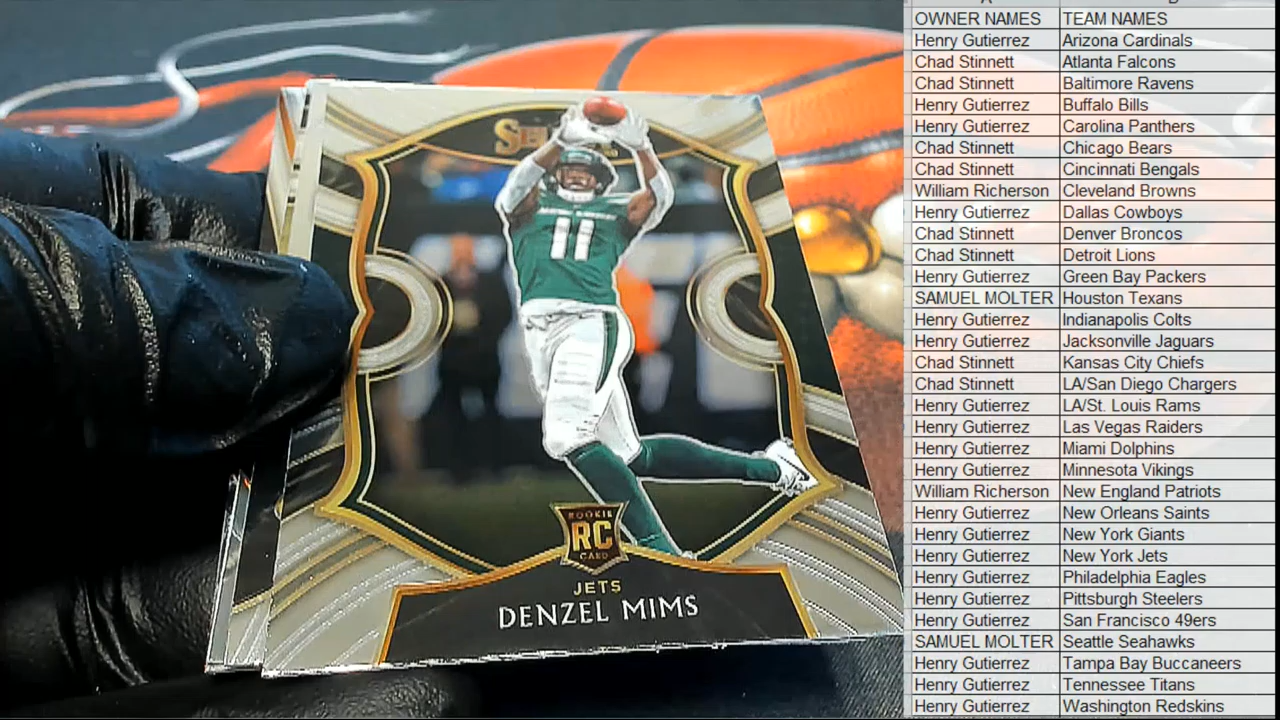 OWNER NAMES TEAM NAMES
Henry Gutierrez Arizona Cardinals
Chad Stinnett Atlanta Falcons
Chad Stinnett Baltimore Ravens
Henry Gutierrez Buffalo Bills
Henry Gutierrez Carolina Panthers
Chad Stinnett Chicago Bears
Chad Stinnett Cincinnati Bengals
William Richerson Cleveland Browns
Henry Gutierrez Dallas Cowboys
Chad Stinnett Denver Broncos
Chad Stinnett Detroit Lions
Henry Gutierrez Green Bay Packers
SAMUEL MOLTER Houston Texans
Henry Gutierrez Indianapolis Colts
Henry Gutierrez Jacksonville Jaguars
Chad Stinnett Kansas City Chiefs
Chad Stinnett LA/San Diego Chargers
Henry Gutierrez LA/St. Louis Rams
Henry Gutierrez Las Vegas Raiders
Henry Gutierrez Miami Dolphins
Henry Gutierrez Minnesota Vikings
William Richerson New England Patriots
Henry Gutierrez New Orleans Saints
Henry Gutierrez New York Giants
Henry Gutierrez New York Jets
Henry Gutierrez Philadelphia Eagles
Henry Gutierrez Pittsburgh Steelers
Henry Gutierrez San Francisco 49ers
SAMUEL MOLTER Seattle Seahawks
Henry Gutierrez Tampa Bay Buccaneers
Henry Gutierrez Tennessee Titans
Henry Gutierrez Washington Redskins
11
ROOKIE
RC
CARD
JETS
DENZEL MIMS